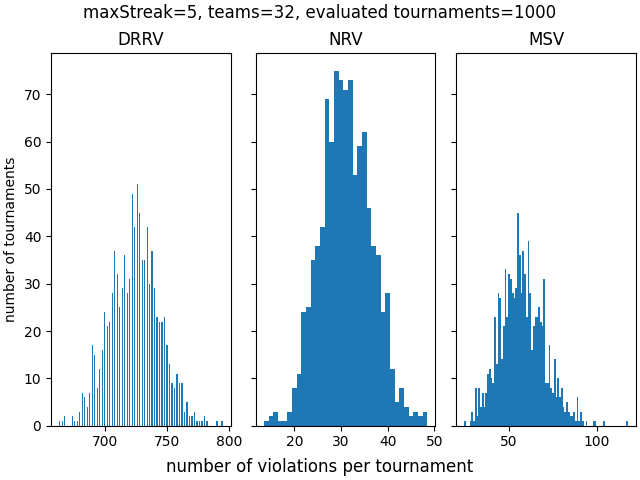 maxStreak=5, teams=32, evaluated tournaments=1000
DRRV
NRV
MSV
number of tournaments
70
60
50
40
30
20
10
0
700
750
800
20
30
40
50
50
100
number of violations per tournament